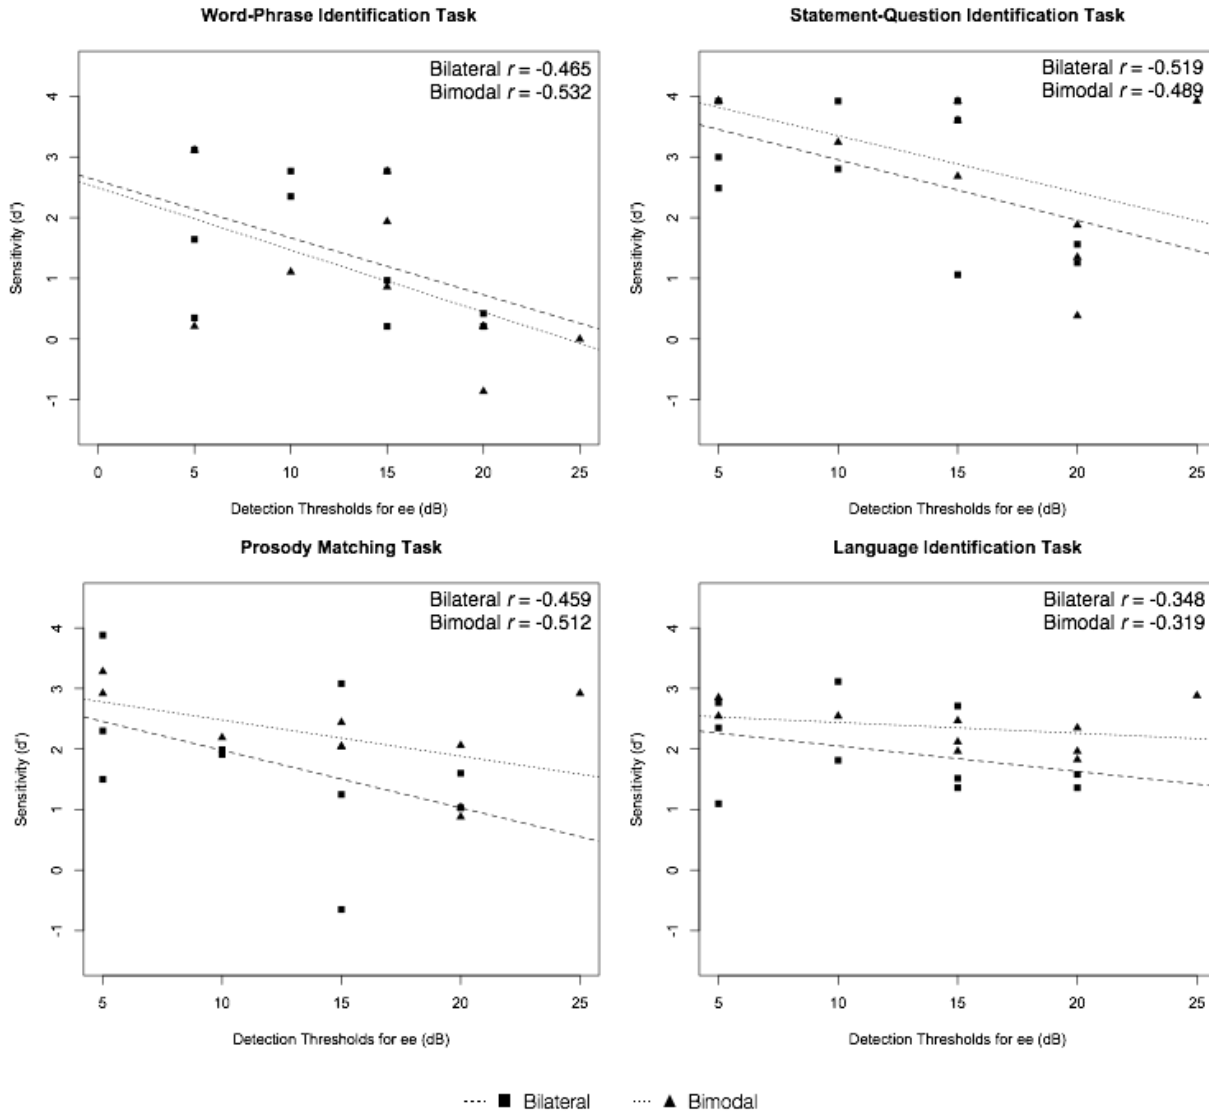 Word-Phrase Identification Task
Bilateral r = -0.465
Bimodal r = -0.532
Sensitivity (d')
4
3
2
1
0
-1
0 5 10 15 20 25
Detection Thresholds for ee (dB)
Statement-Question Identification Task
Bilateral r = -0.519
Bimodal r = -0.489
Sensitivity (d')
4
3
2
1
0
-1
5 10 15 20 25
Detection Thresholds for ee (dB)
Prosody Matching Task
Bilateral r = -0.459
Bimodal r = -0.512
Sensitivity (d')
4
3
2
1
0
-1
5 10 15 20 25
Detection Thresholds for ee (dB)
Language Identification Task
Bilateral r = -0.348
Bimodal r = -0.319
Sensitivity (d')
4
3
2
1
0
-1
5 10 15 20 25
Detection Thresholds for ee (dB)
Bilateral Bimodal